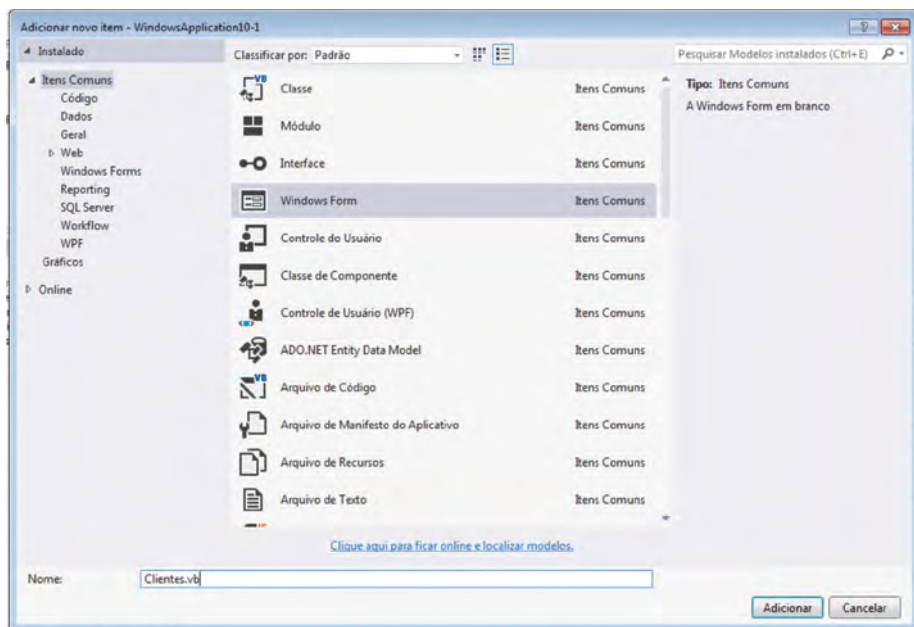 Adicionar novo item - WindowsApplication10-1
Instalado
Classificar por: Padrão
Pesquisar Modelos instalados (Ctrl+E)
Itens Comuns
Código
Dados
Geral
Web
Windows Forms
Reporting
SQL Server
Workflow
WPF
Gráficos
Online
VB
Classe Itens Comuns
Módulo Itens Comuns
Interface Itens Comuns
Windows Form Itens Comuns
Controle do Usuário Itens Comuns
Classe de Componente Itens Comuns
Controle de Usuário (WPF) Itens Comuns
ADO.NET Entity Data Model Itens Comuns
VB
Arquivo de Código Itens Comuns
Arquivo de Manifesto do Aplicativo Itens Comuns
Arquivo de Recursos Itens Comuns
Arquivo de Texto Itens Comuns
Tipo: Itens Comuns
A Windows Form em branco
Clique aqui para ficar online e localizar modelos.
Nome: Clientes.vb
Adicionar Cancelar